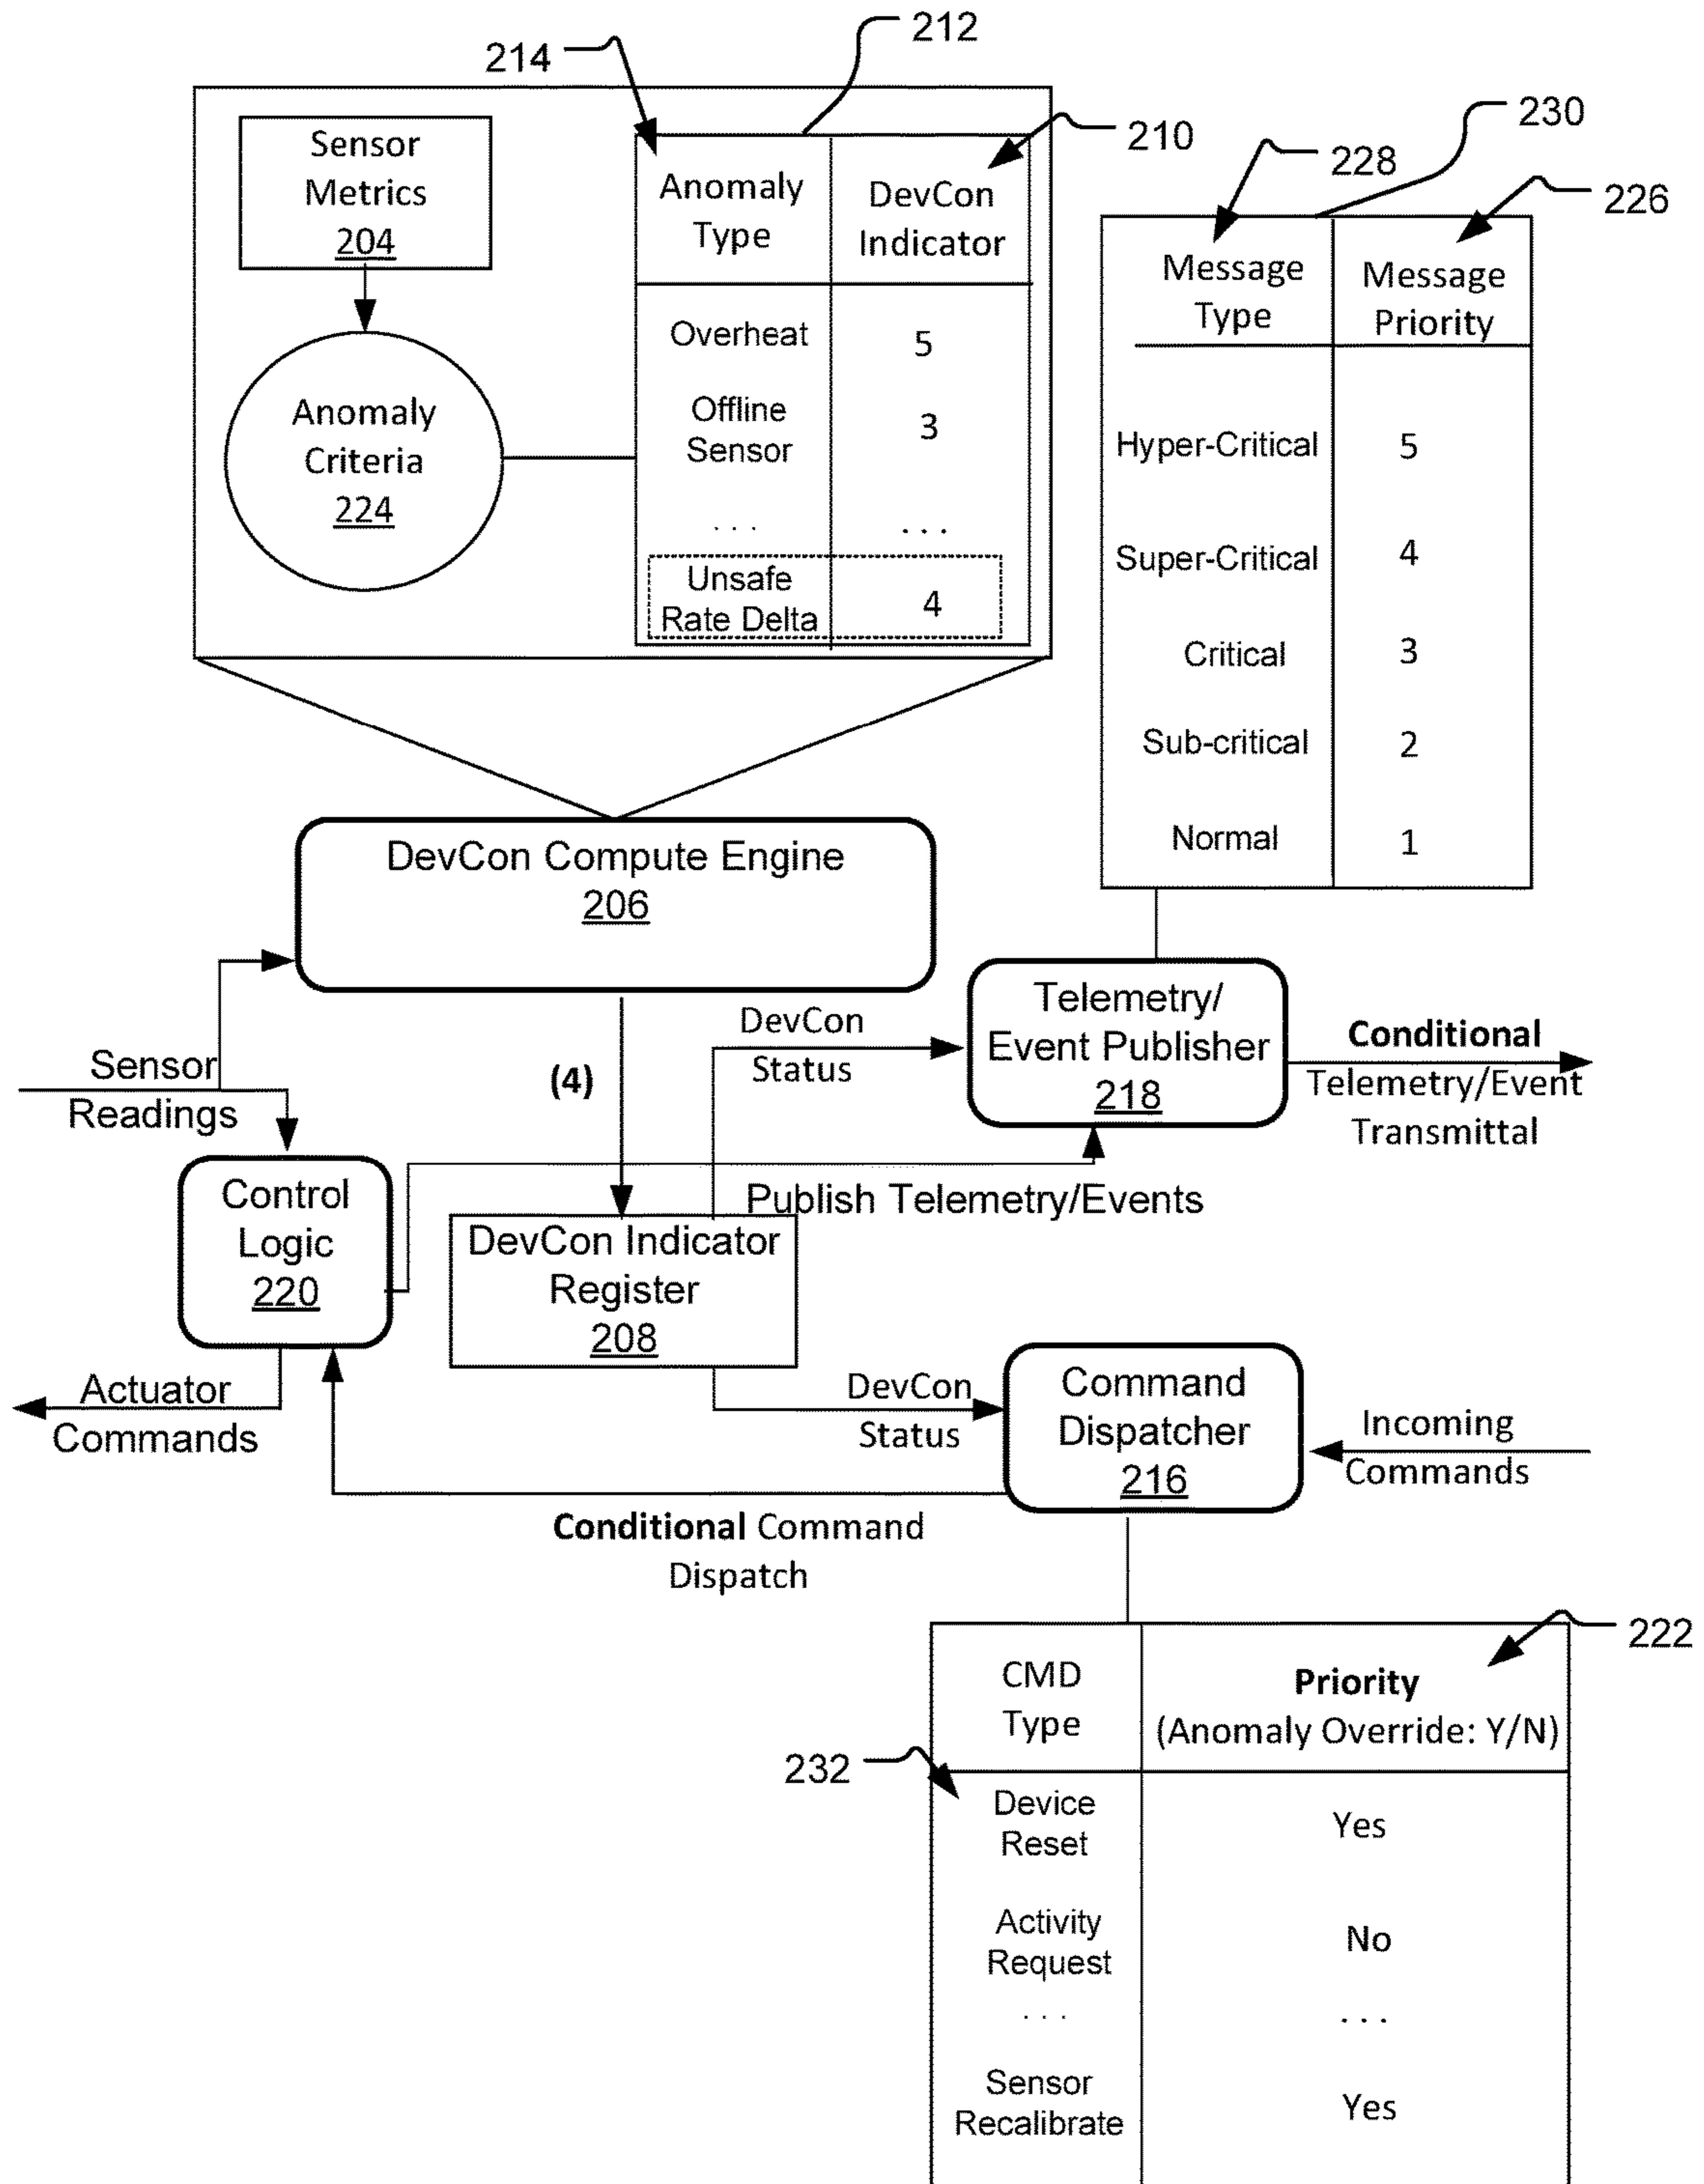 212
214
210
230
228
226
Sensor
Metrics
204
Anomaly
Type
DevCon
Indicator
Anomaly
Criteria
224
Overheat
5
Offline
Sensor
3
. . .
. . .
Unsafe
Rate Delta
4
Message
Type
Message
Priority
Hyper-Critical
5
Super-Critical
4
Critical
3
Sub-critical
2
Normal
1
DevCon Compute Engine
206
Sensor
Readings
(4)
DevCon
Status
Telemetry/
Event Publisher
218
Conditional
Telemetry/Event
Transmittal
Control
Logic
220
Publish Telemetry/Events
DevCon Indicator
Register
208
Actuator
Commands
DevCon
Status
Command
Dispatcher
216
Incoming
Commands
Conditional Command
Dispatch
222
CMD
Type
Priority
(Anomaly Override: Y/N)
232
Device
Reset
Yes
Activity
Request
No
. . .
. . .
Sensor
Recalibrate
Yes